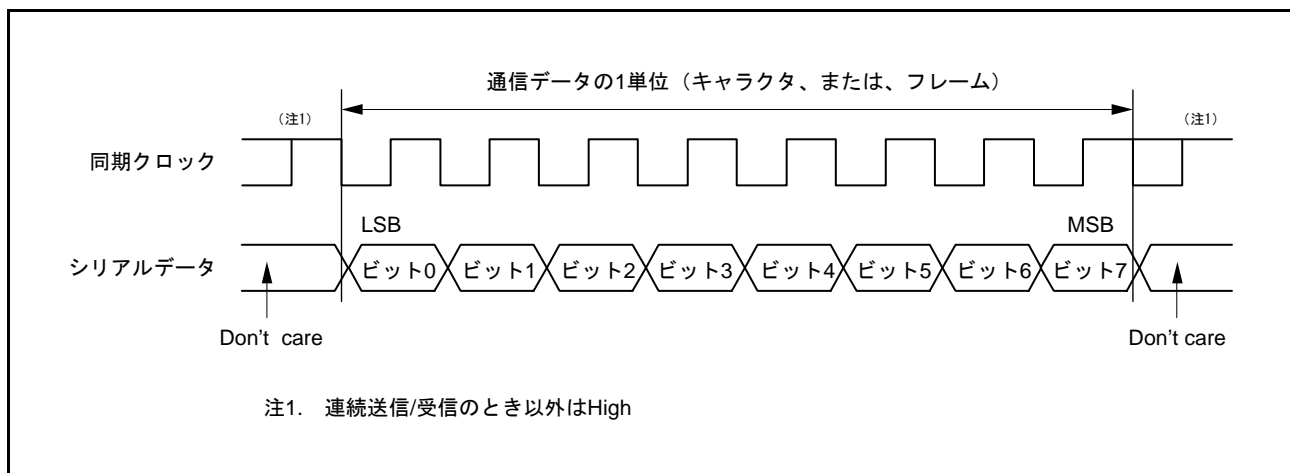 通信データの1単位(キャラクタ、または、フレーム)
(注1)
(注1)
同期クロック
LSB
MSB
シリアルデータ
ビット0
ビット1
ビット2
ビット3
ビット4
ビット5
ビット6
ビット7
Don't care
Don't care
注1. 連続送信/受信のとき以外はHigh